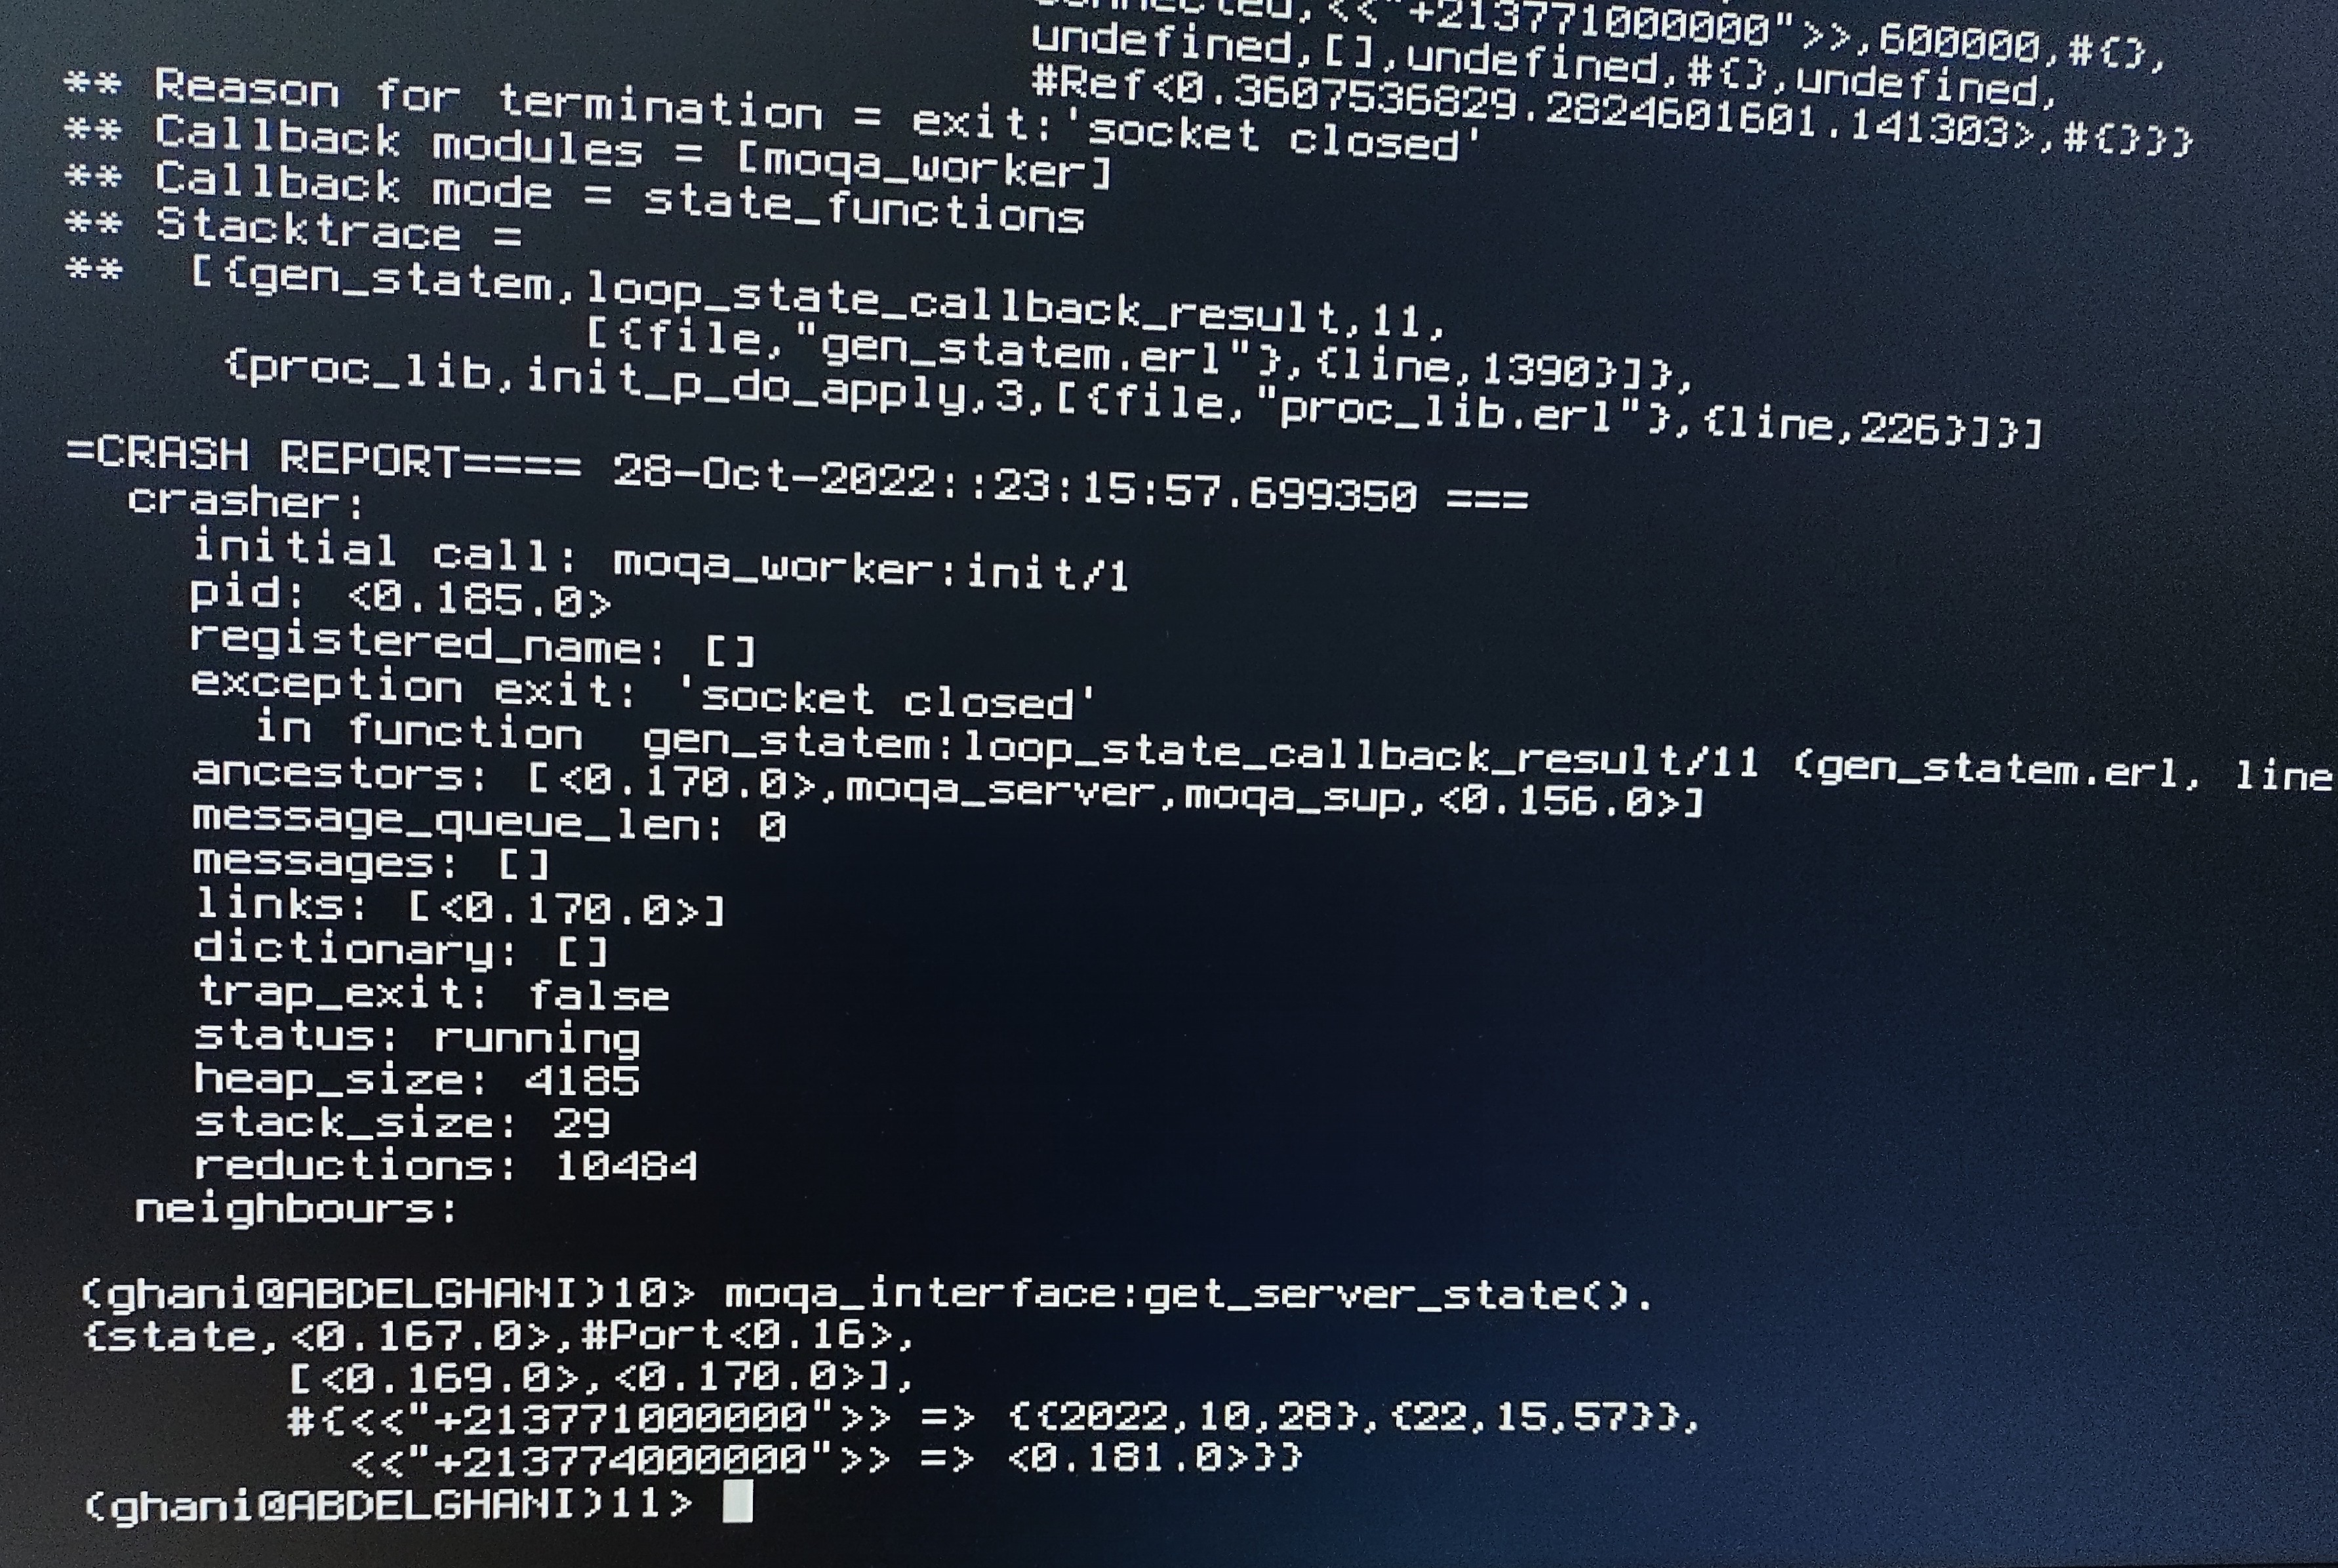 connected,<<"+213771000000">>,600000,#{},
undefined,[],undefined,#{},undefined,
#Ref<0.3607536829.2824601601.141303>,#{}}}
** Reason for termination = exit:'socket closed'
** Callback modules = [moqa_worker]
** Callback mode = state_functions
** Stacktrace =
**  [{gen_statem,loop_state_callback_result,11,
[{file,"gen_statem.erl"},{line,1390}]},
{proc_lib,init_p_do_apply,3,[{file,"proc_lib.erl"},{line,226}]}]
=CRASH REPORT==== 28-Oct-2022::23:15:57.699350 ===
crasher:
initial call: moqa_worker:init/1
pid: <0.185.0>
registered_name: []
exception exit: 'socket closed'
in function  gen_statem:loop_state_callback_result/11 (gen_statem.erl, line
ancestors: [<0.170.0>,moqa_server,moqa_sup,<0.156.0>]
message_queue_len: 0
messages: []
links: [<0.170.0>]
dictionary: []
trap_exit: false
status: running
heap_size: 4185
stack_size: 29
reductions: 10484
neighbours:
(ghani@ABDELGHANI)10> moqa_interface:get_server_state().
{state,<0.167.0>,#Port<0.16>,
[<0.169.0>,<0.170.0>],
#{<<"+213771000000">> => {{2022,10,28},{22,15,57}},
<<"+213774000000">> => <0.181.0>}}
(ghani@ABDELGHANI)11>